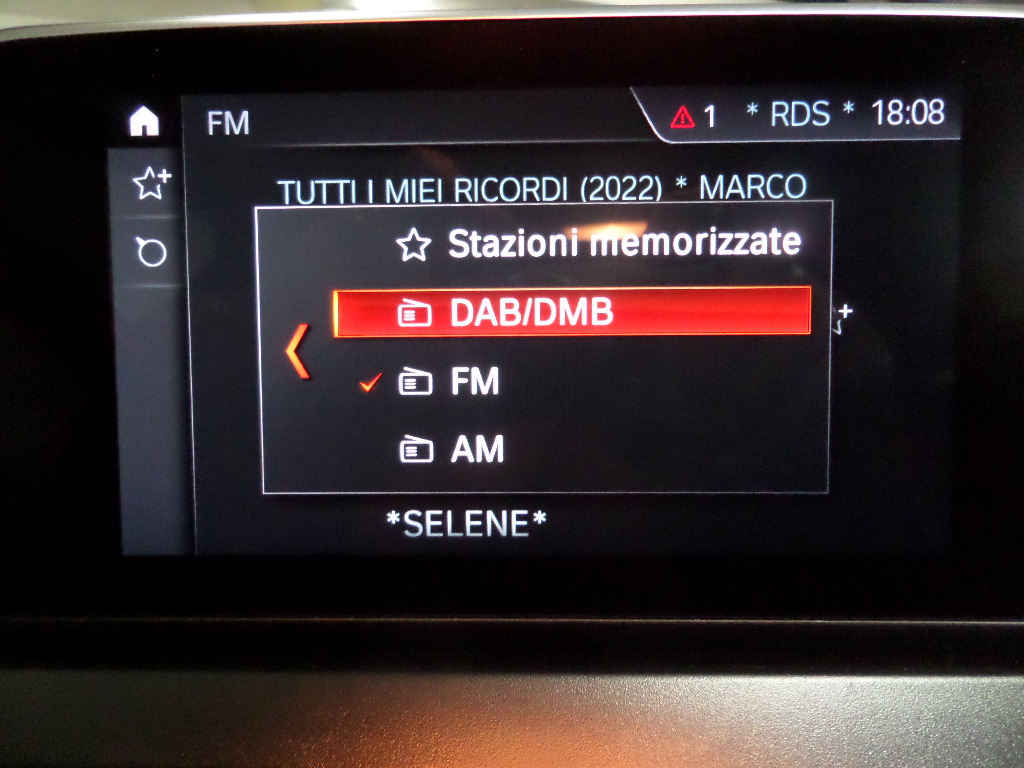 FM
1 * RDS * 18:08
TUTTI I MIEI RICORDI (2022) * MARCO
Stazioni memorizzate
DAB/DMB
FM
AM
*SELENE*